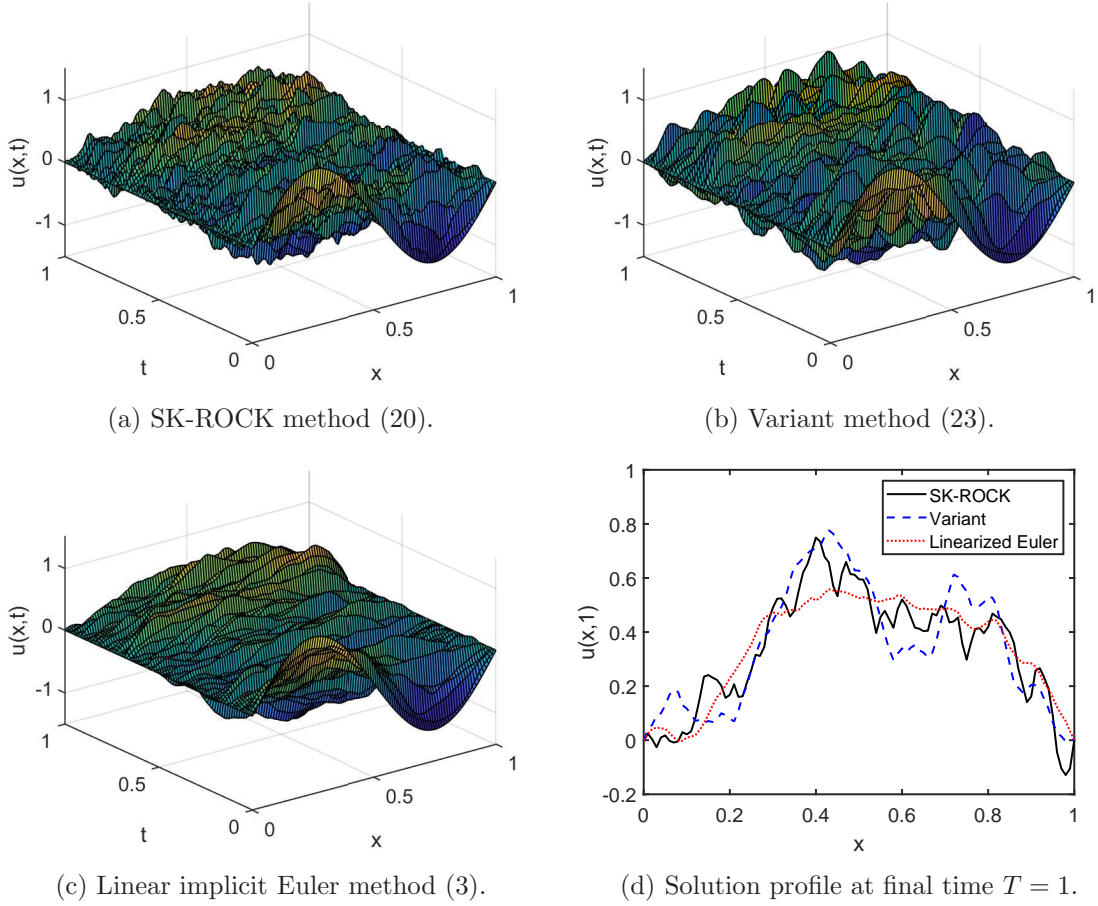 1
0
-1
u(x,t)
1
0.5
0
t
0
0.5
1
x
(a) SK-ROCK method (20).
1
0
-1
u(x,t)
1
0.5
0
t
0
0.5
1
x
(b) Variant method (23).
1
0
-1
u(x,t)
1
0.5
0
t
0
0.5
1
x
(c) Linear implicit Euler method (3).
1
0.8
0.6
0.4
0.2
0
-0.2
u(x,1)
SK-ROCK
Variant
Linearized Euler
0 0.2 0.4 0.6 0.8 1
x
(d) Solution profile at final time T = 1.